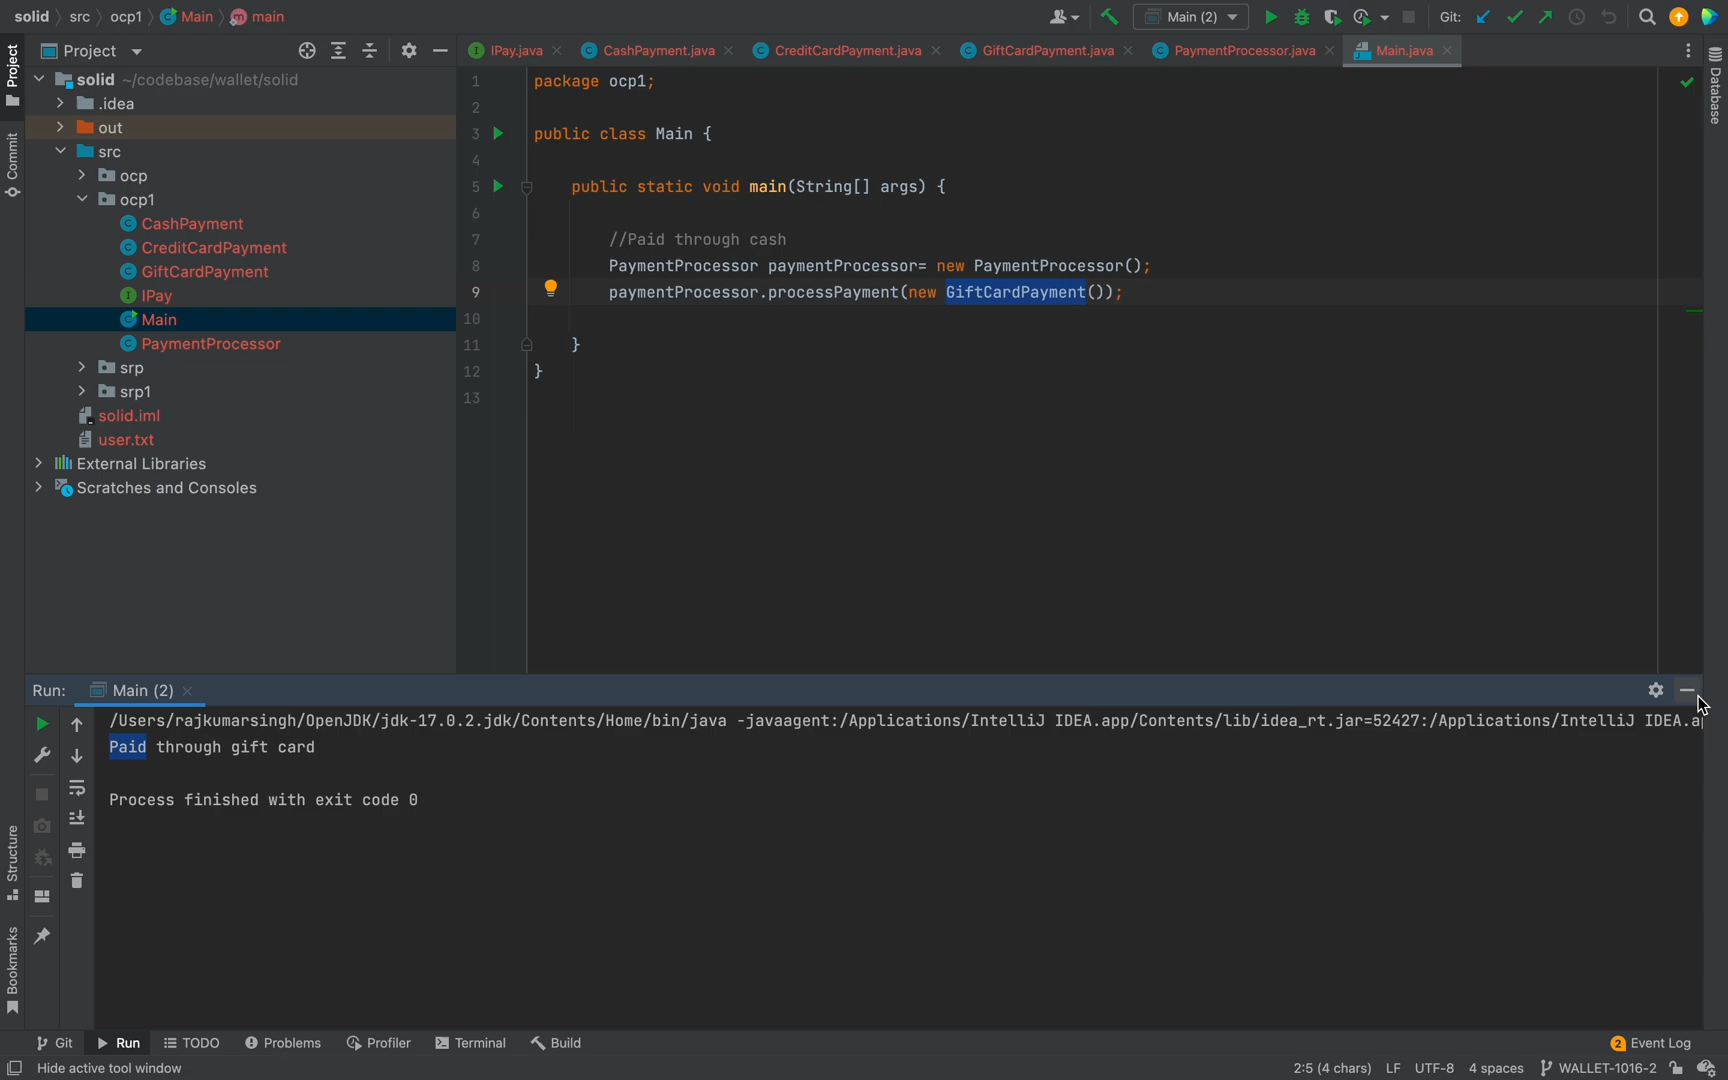 solid src ocp1 Main main
Main (2)
Git:
Project
IPay.java CashPayment.java CreditCardPayment.java GiftCardPayment.java PaymentProcessor.java Main.java
Project
Commit
Structure
Bookmarks
Database
solid ~/codebase/wallet/solid
.idea
out
src
ocp
ocp1
CashPayment
CreditCardPayment
GiftCardPayment
IPay
Main
PaymentProcessor
srp
srp1
solid.iml
user.txt
External Libraries
Scratches and Consoles
1 package ocp1;
2
3 public class Main {
4
5 public static void main(String[] args) {
6
7 //Paid through cash
8 PaymentProcessor paymentProcessor= new PaymentProcessor();
9 paymentProcessor.processPayment(new GiftCardPayment());
10
11 }
12 }
13
Run: Main (2)
/Users/rajkumarsingh/OpenJDK/jdk-17.0.2.jdk/Contents/Home/bin/java -javaagent:/Applications/IntelliJ IDEA.app/Contents/lib/idea_rt.jar=52427:/Applications/IntelliJ IDEA.a
Paid through gift card
Process finished with exit code 0
Git Run TODO Problems Profiler Terminal Build 2 Event Log
Hide active tool window 2:5 (4 chars) LF UTF-8 4 spaces WALLET-1016-2